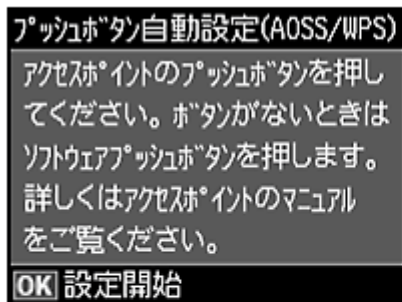 ﾌﾟｯｼｭﾎﾞﾀﾝ自動設定(AOSS/WPS)
ｱｸｾｽﾎﾟｲﾝﾄのﾌﾟｯｼｭﾎﾞﾀﾝを押し
てください。ﾎﾞﾀﾝがないときは
ｿﾌﾄｳｪｱﾌﾟｯｼｭﾎﾞﾀﾝを押します。
詳しくはｱｸｾｽﾎﾟｲﾝﾄのﾏﾆｭｱﾙ
をご覧ください。
OK 設定開始